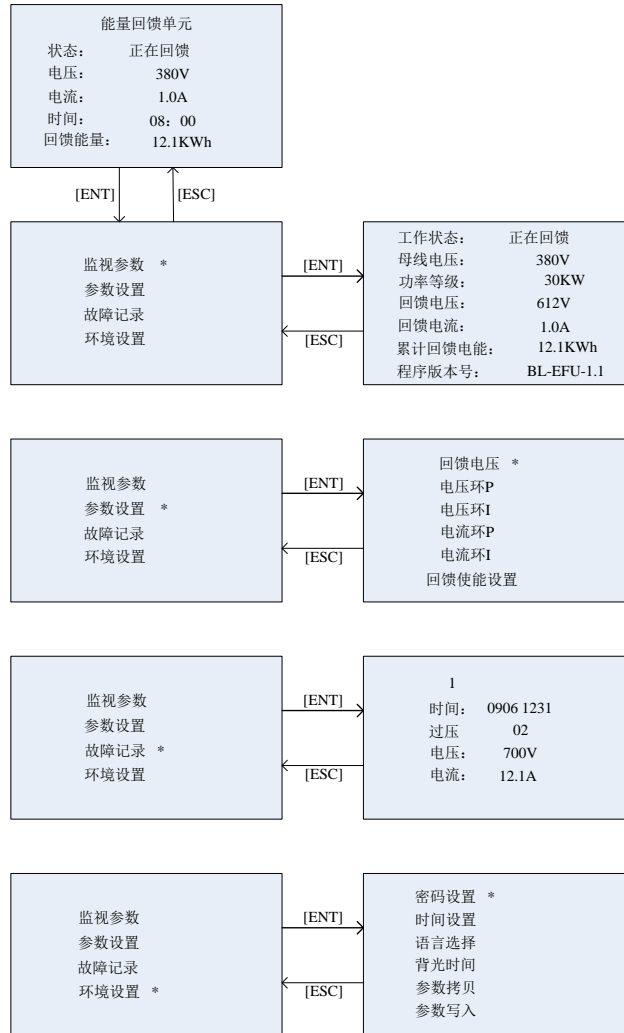 能量回馈单元
状态： 正在回馈
电压： 380V
电流： 1.0A
时间： 08：00
回馈能量： 12.1KWh
[ENT] [ESC]
监视参数 *
参数设置
故障记录
环境设置
[ENT]
[ESC]
工作状态： 正在回馈
母线电压： 380V
功率等级： 30KW
回馈电压： 612V
回馈电流： 1.0A
累计回馈电能： 12.1KWh
程序版本号： BL-EFU-1.1
监视参数
参数设置 *
故障记录
环境设置
[ENT]
[ESC]
回馈电压 *
电压环P
电压环I
电流环P
电流环I
回馈使能设置
监视参数
参数设置
故障记录 *
环境设置
[ENT]
[ESC]
1
时间： 0906 1231
过压 02
电压： 700V
电流： 12.1A
监视参数
参数设置
故障记录
环境设置 *
[ENT]
[ESC]
密码设置 *
时间设置
语言选择
背光时间
参数拷贝
参数写入